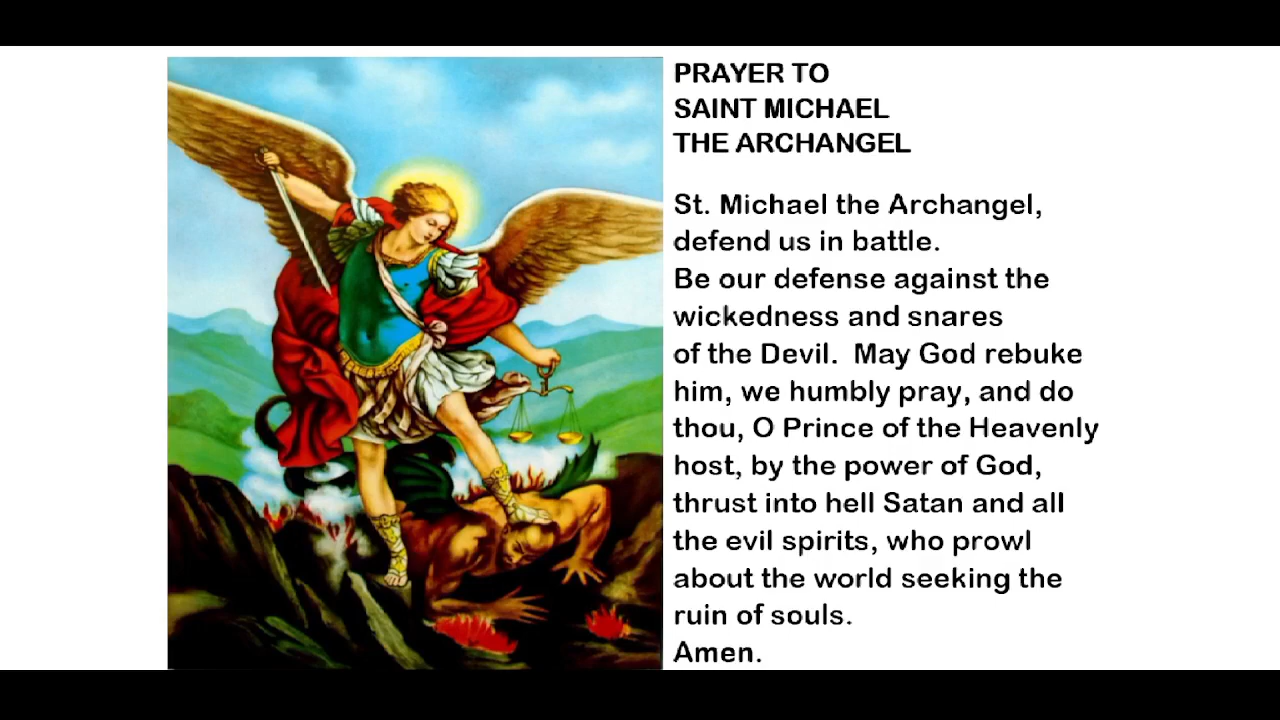 PRAYER TO
SAINT MICHAEL
THE ARCHANGEL
St. Michael the Archangel,
defend us in battle.
Be our defense against the
wickedness and snares
of the Devil.  May God rebuke
him, we humbly pray, and do
thou, O Prince of the Heavenly
host, by the power of God,
thrust into hell Satan and all
the evil spirits, who prowl
about the world seeking the
ruin of souls.
Amen.